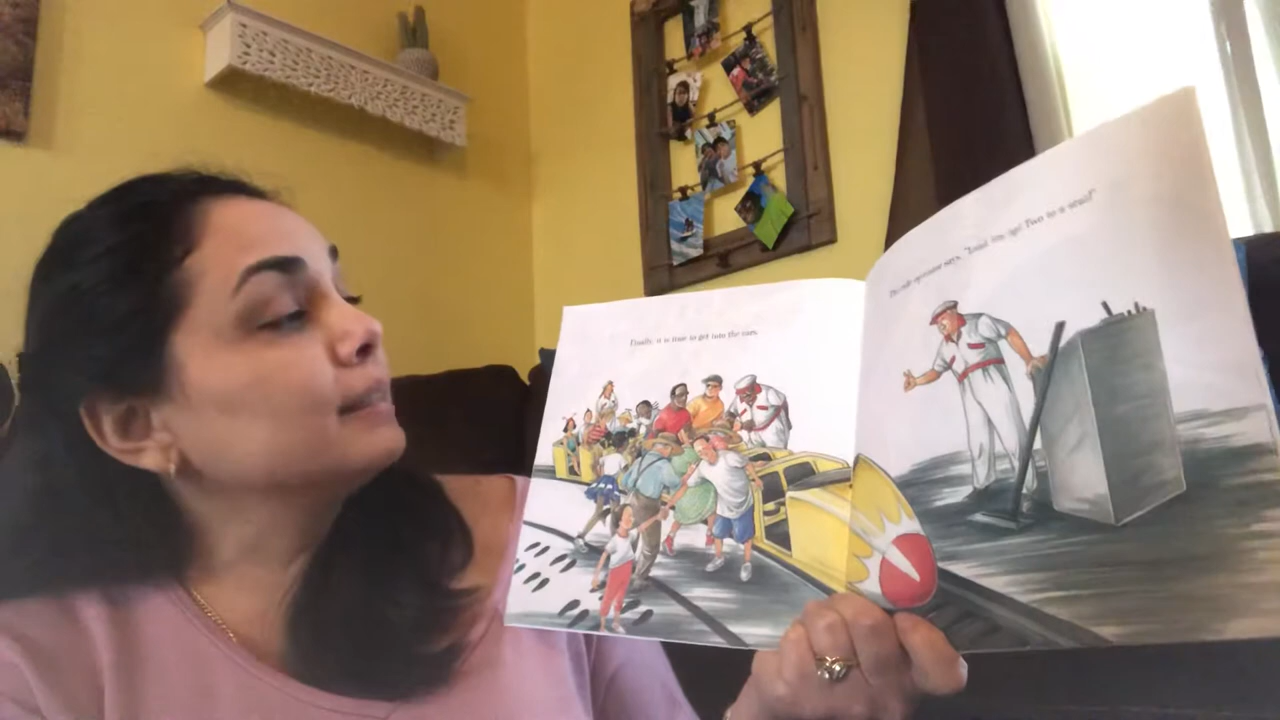 Finally, it is time to get into the cars.
The ride operator says, "Load 'em up! Two to a seat!"